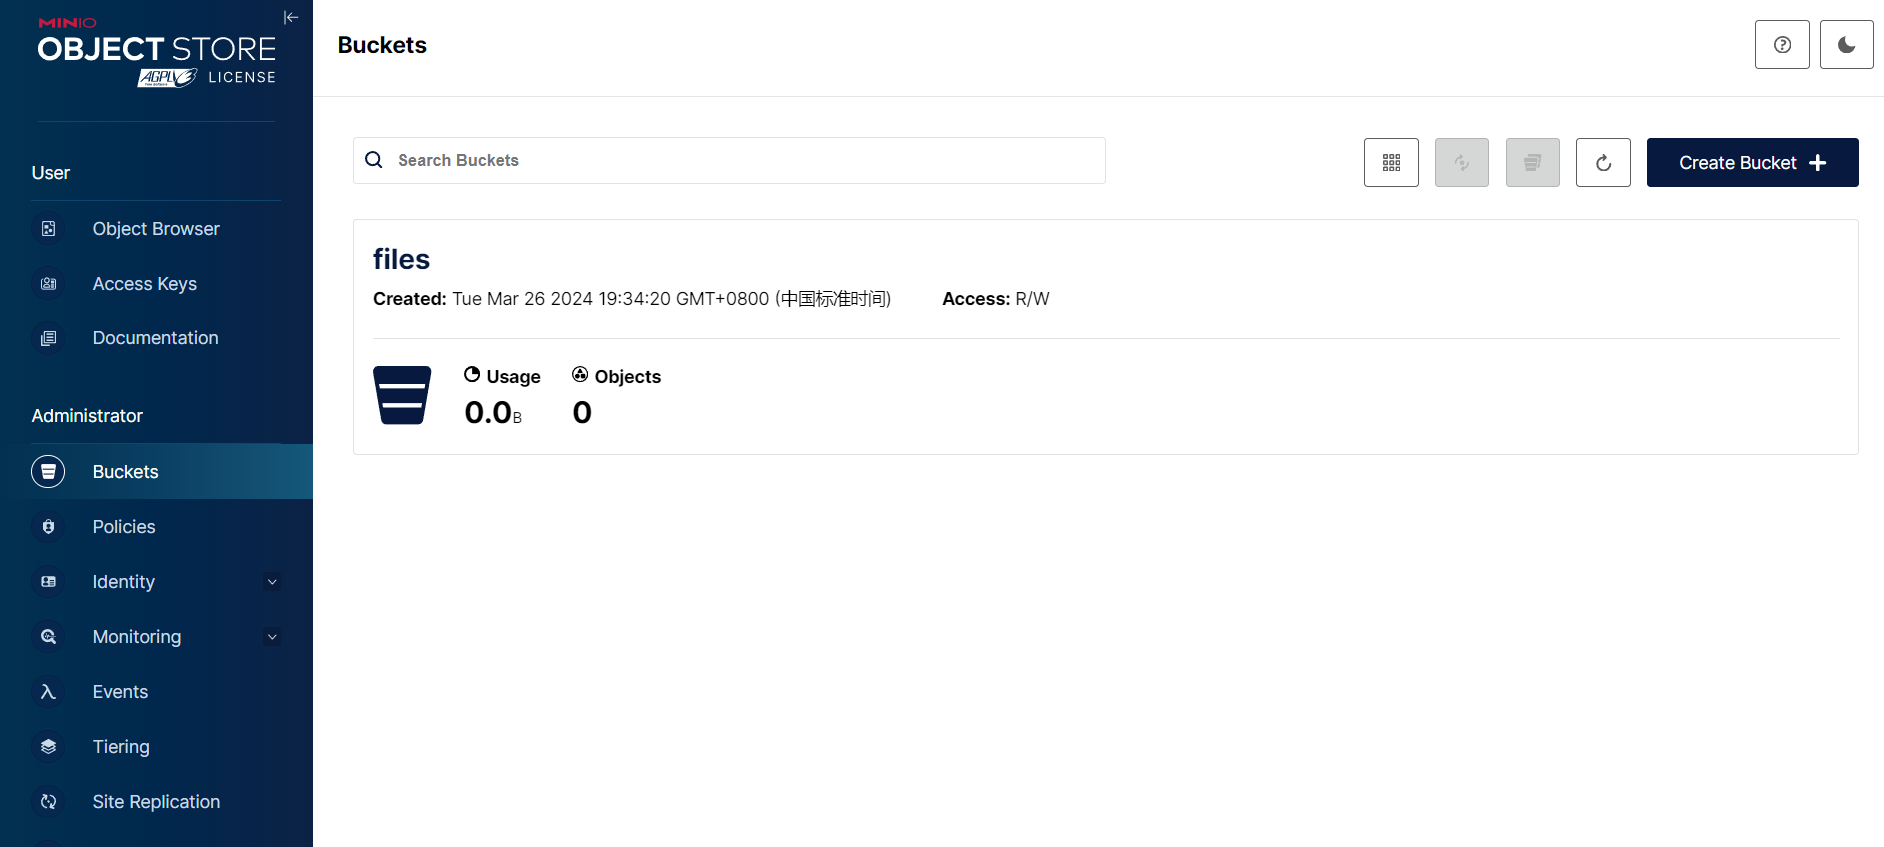 MINIO
OBJECT STORE
AGPLv3 LICENSE
User
Object Browser
Access Keys
Documentation
Administrator
Buckets
Policies
Identity
Monitoring
Events
Tiering
Site Replication
Buckets
Search Buckets
Create Bucket
files
Created: Tue Mar 26 2024 19:34:20 GMT+0800 (中国标准时间) Access: R/W
Usage Objects
0.0B 0